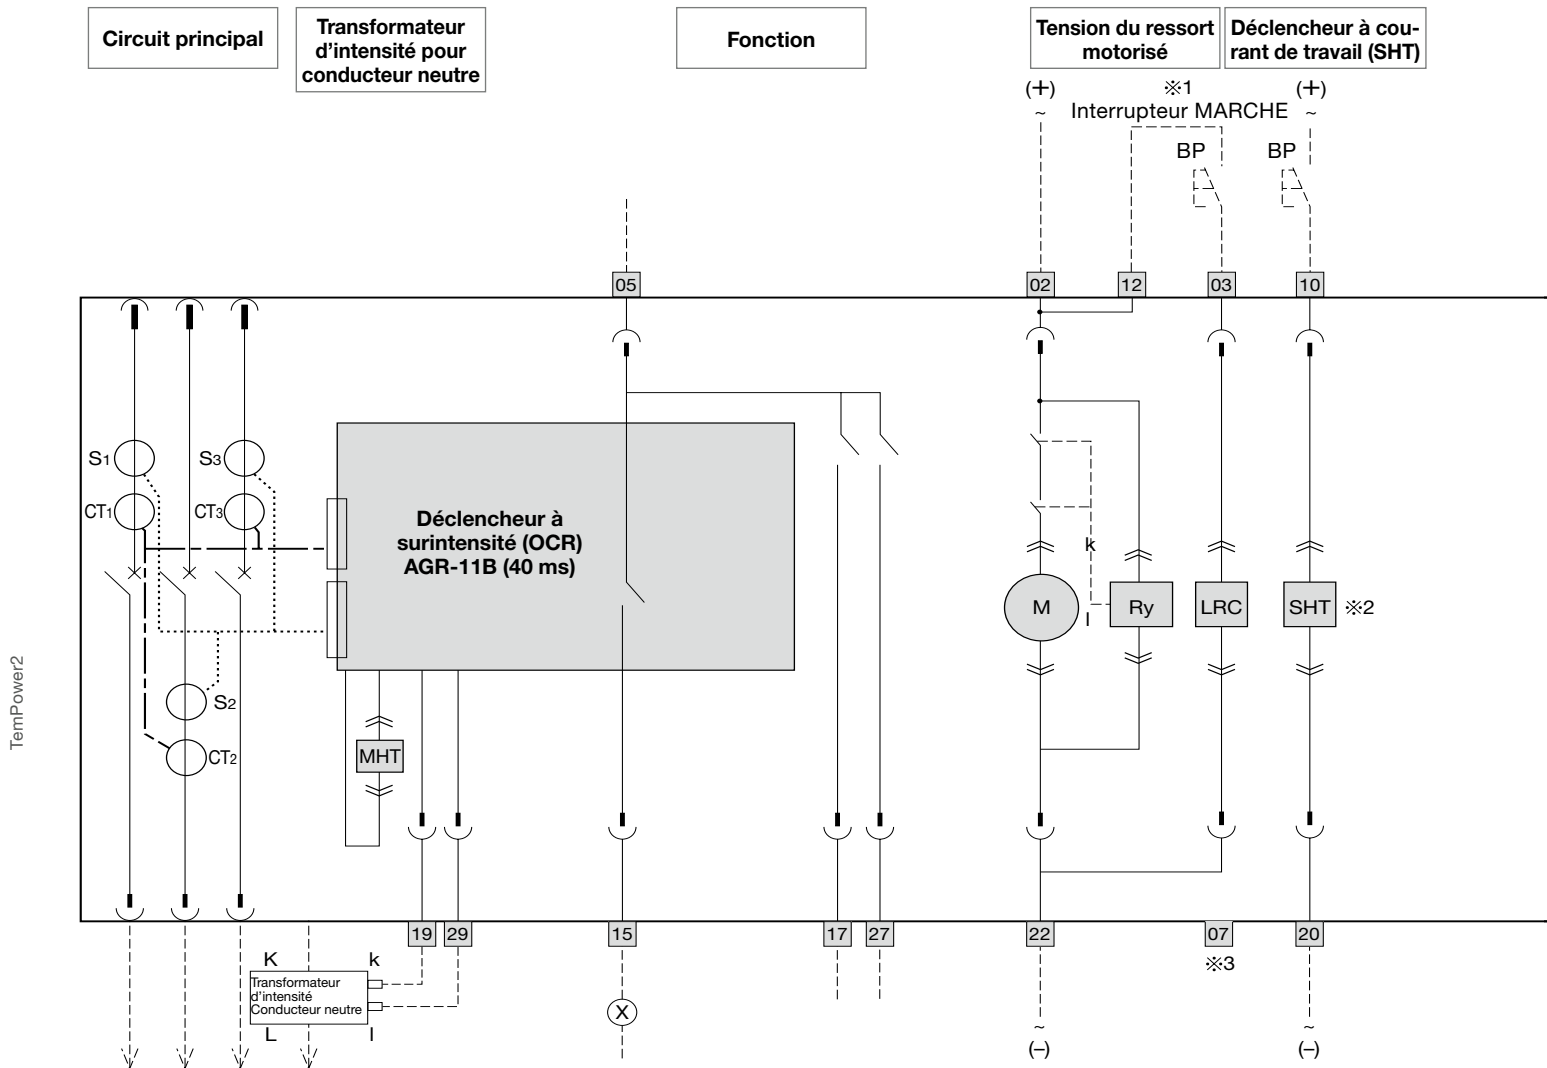 Circuit principal
Transformateur
d'intensité pour
conducteur neutre
Fonction
Tension du ressort
motorisé
Déclencheur à cou-
rant de travail (SHT)
(+)
~
※1
Interrupteur MARCHE
(+)
~
BP
BP
05
02
12
03
10
S1
S3
CT1
CT3
Déclencheur à
surintensité (OCR)
AGR-11B (40 ms)
k
M
l
Ry
LRC
SHT
※2
TemPower2
S2
CT2
MHT
19
29
15
17
27
22
07
20
※3
K
k
Transformateur
d'intensité
Conducteur neutre
L
l
X
~
(–)
~
(–)